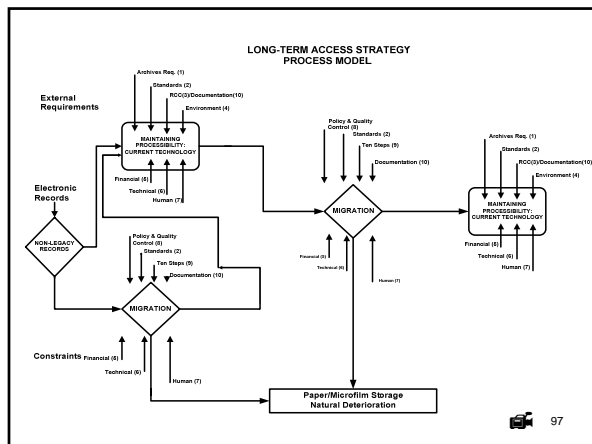 LONG-TERM ACCESS STRATEGY
PROCESS MODEL
External
Requirements
Archives Req. (1)
Standards (2)
RCC(3)/Documentation(10)
Environment (4)
MAINTAINING
PROCESSIBILITY:
CURRENT TECHNOLOGY
Financial (5)
Technical (6)
Human (7)
Policy & Quality
Control (8)
Standards (2)
Ten Steps (9)
Documentation (10)
MIGRATION
Financial (5)
Technical (6)
Human (7)
Archives Req. (1)
Standards (2)
RCC(3)/Documentation(10)
Environment (4)
MAINTAINING
PROCESSIBILITY:
CURRENT TECHNOLOGY
Financial (5)
Technical (6)
Human (7)
Electronic
Records
NON-LEGACY
RECORDS
Policy & Quality
Control (8)
Standards (2)
Ten Steps (9)
Documentation (10)
MIGRATION
Constraints
Financial (5)
Technical (6)
Human (7)
Paper/Microfilm Storage
Natural Deterioration
97